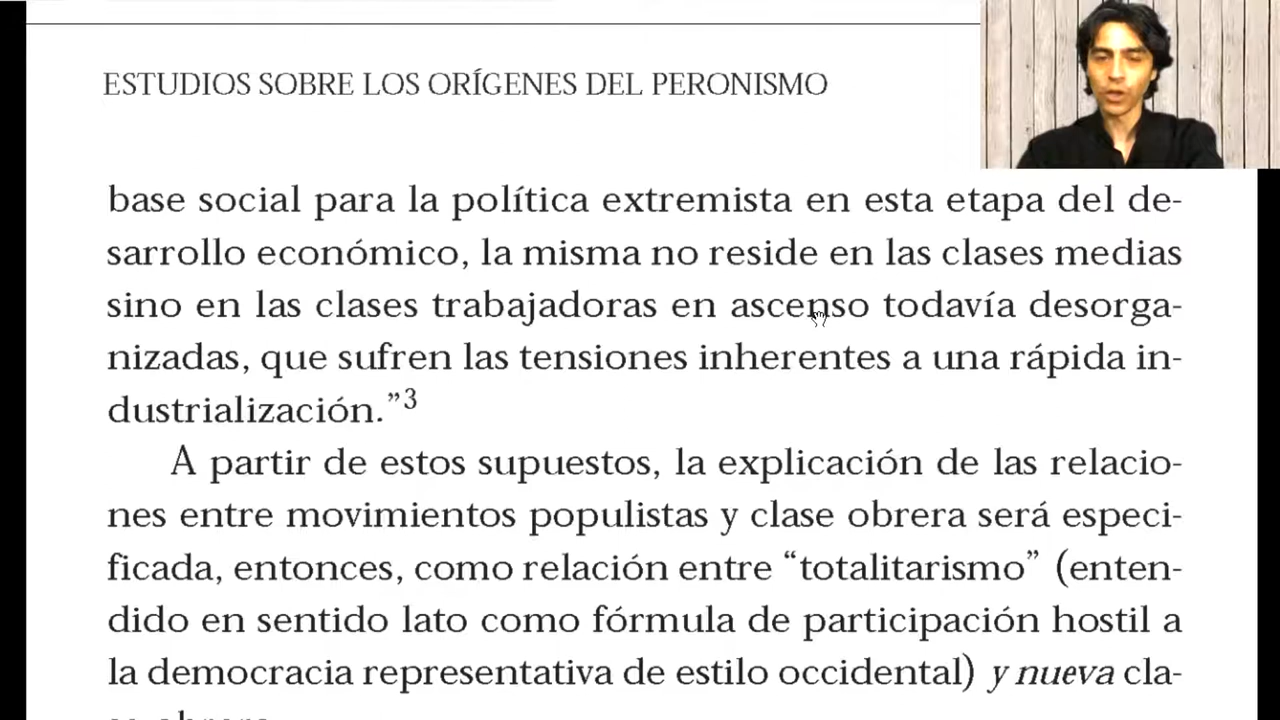 ESTUDIOS SOBRE LOS ORÍGENES DEL PERONISMO
base social para la política extremista en esta etapa del de-
sarrollo económico, la misma no reside en las clases medias
sino en las clases trabajadoras en ascenso todavía desorga-
nizadas, que sufren las tensiones inherentes a una rápida in-
dustrialización.”3
A partir de estos supuestos, la explicación de las relacio-
nes entre movimientos populistas y clase obrera será especi-
ficada, entonces, como relación entre “totalitarismo” (enten-
dido en sentido lato como fórmula de participación hostil a
la democracia representativa de estilo occidental) y nueva cla-